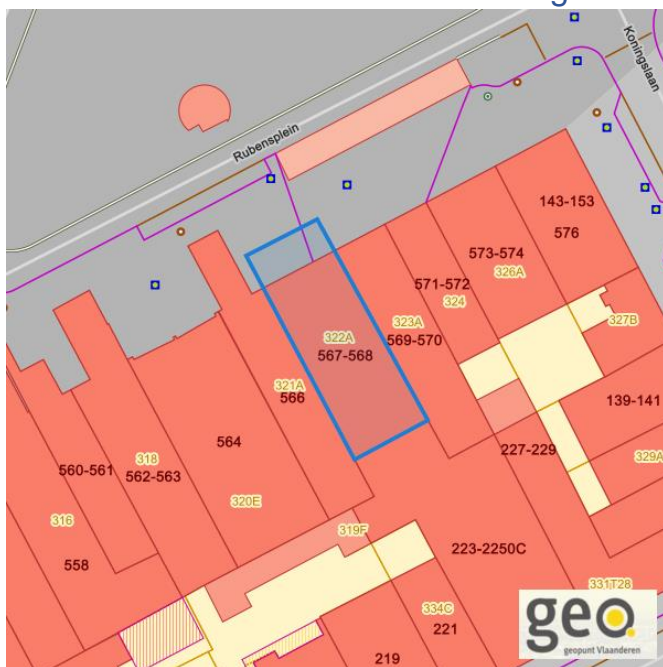 Koningslaan
Rubensplein
143-153
576
573-574
326A
571-572
324
323A
569-570
327B
322A
567-568
321A
566
139-141
329A
227-229
564
560-561
318
562-563
320E
316
558
319F
223-2250C
331T28
334C
221
219
geo
geopunt Vlaanderen